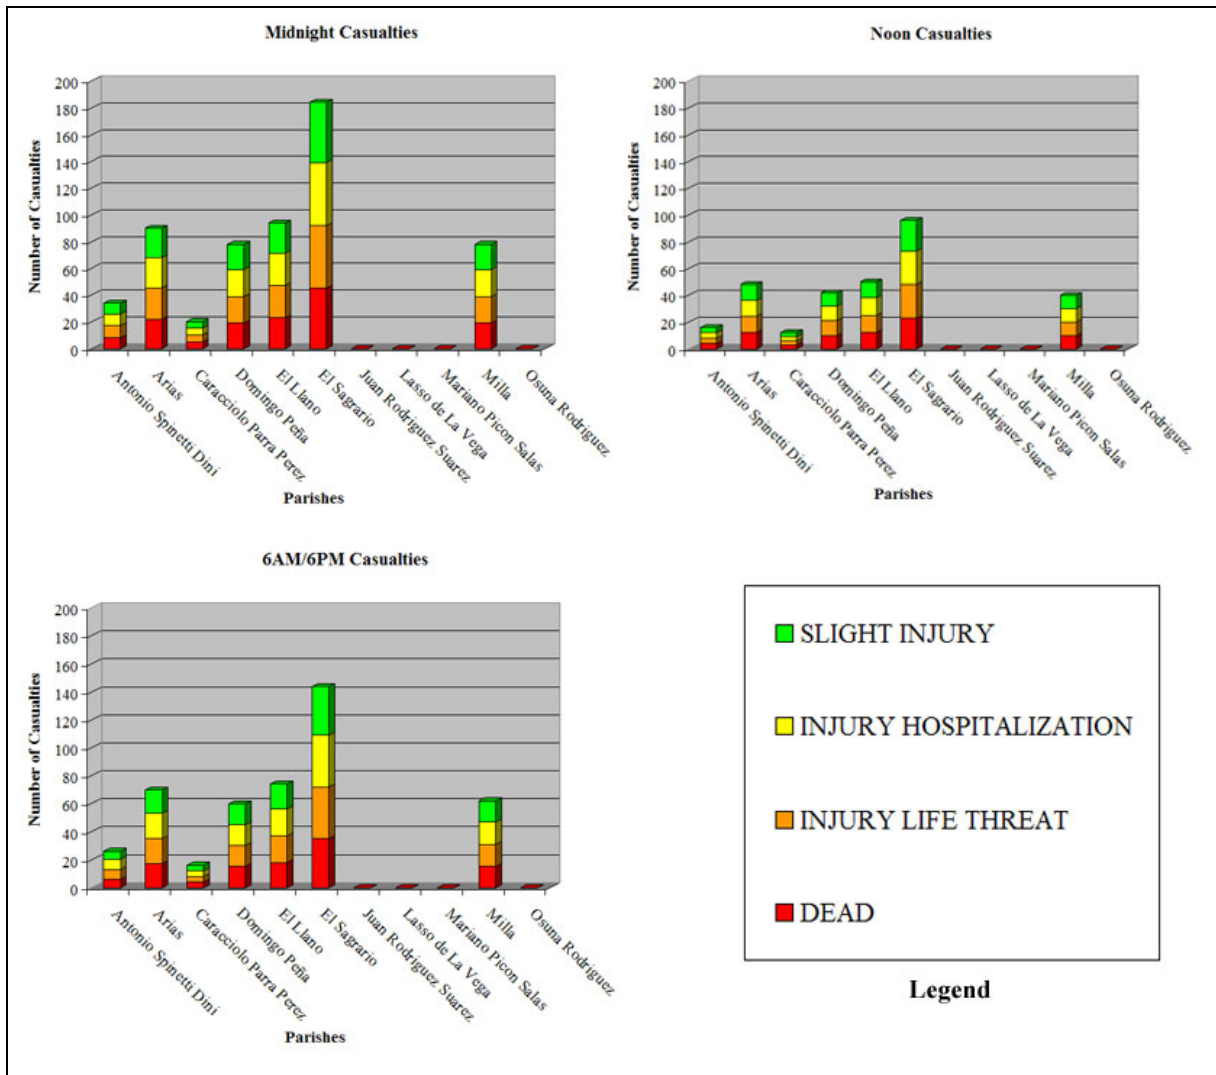 Midnight Casualties
Number of Casualties
200
180
160
140
120
100
80
60
40
20
0
Antonio Spinetti Dini
Arias
Caracciolo Parra Perez
Domingo Peña
El Llano
El Sagrario
Juan Rodriguez Suarez
Lasso de La Vega
Mariano Picon Salas
Milla
Osuna Rodriguez
Parishes
Noon Casualties
Number of Casualties
200
180
160
140
120
100
80
60
40
20
0
Antonio Spinetti Dini
Arias
Caracciolo Parra Perez
Domingo Peña
El Llano
El Sagrario
Juan Rodriguez Suarez
Lasso de La Vega
Mariano Picon Salas
Milla
Osuna Rodriguez
Parishes
6AM/6PM Casualties
Number of Casualties
200
180
160
140
120
100
80
60
40
20
0
Antonio Spinetti Dini
Arias
Caracciolo Parra Perez
Domingo Peña
El Llano
El Sagrario
Juan Rodriguez Suarez
Lasso de La Vega
Mariano Picon Salas
Milla
Osuna Rodriguez
Parishes
SLIGHT INJURY
INJURY HOSPITALIZATION
INJURY LIFE THREAT
DEAD
Legend